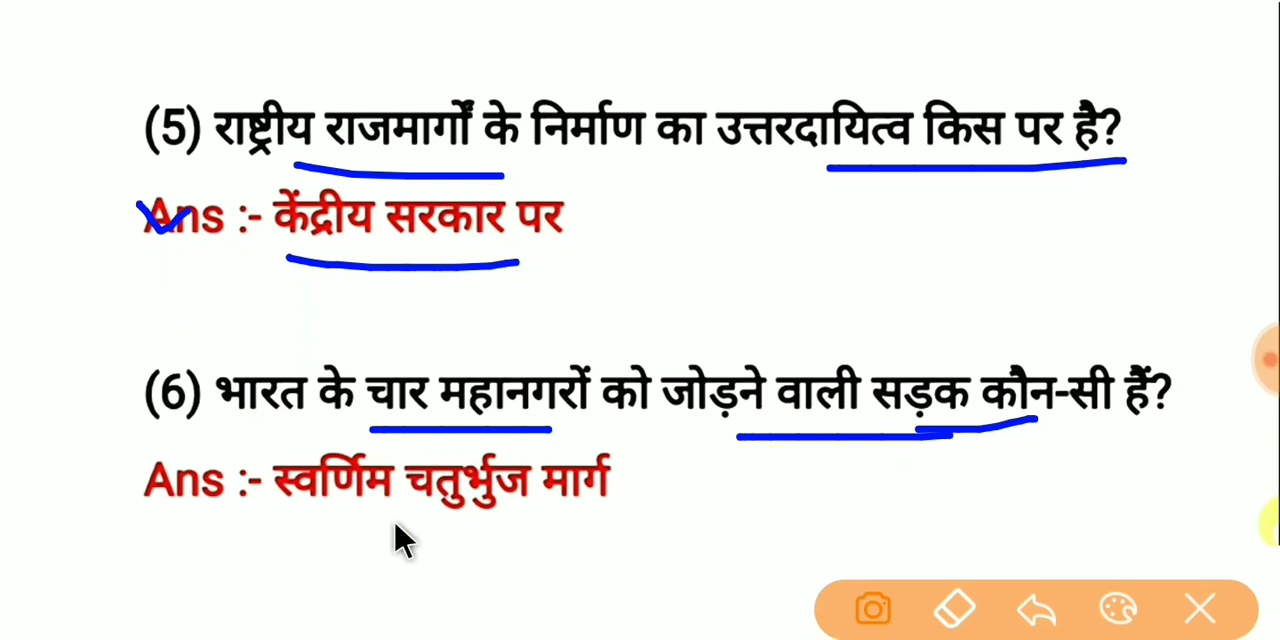 (5) राष्ट्रीय राजमार्गों के निर्माण का उत्तरदायित्व किस पर है?
Ans :- केंद्रीय सरकार पर
(6) भारत के चार महानगरों को जोड़ने वाली सड़क कौन-सी हैं?
Ans :- स्वर्णिम चतुर्भुज मार्ग